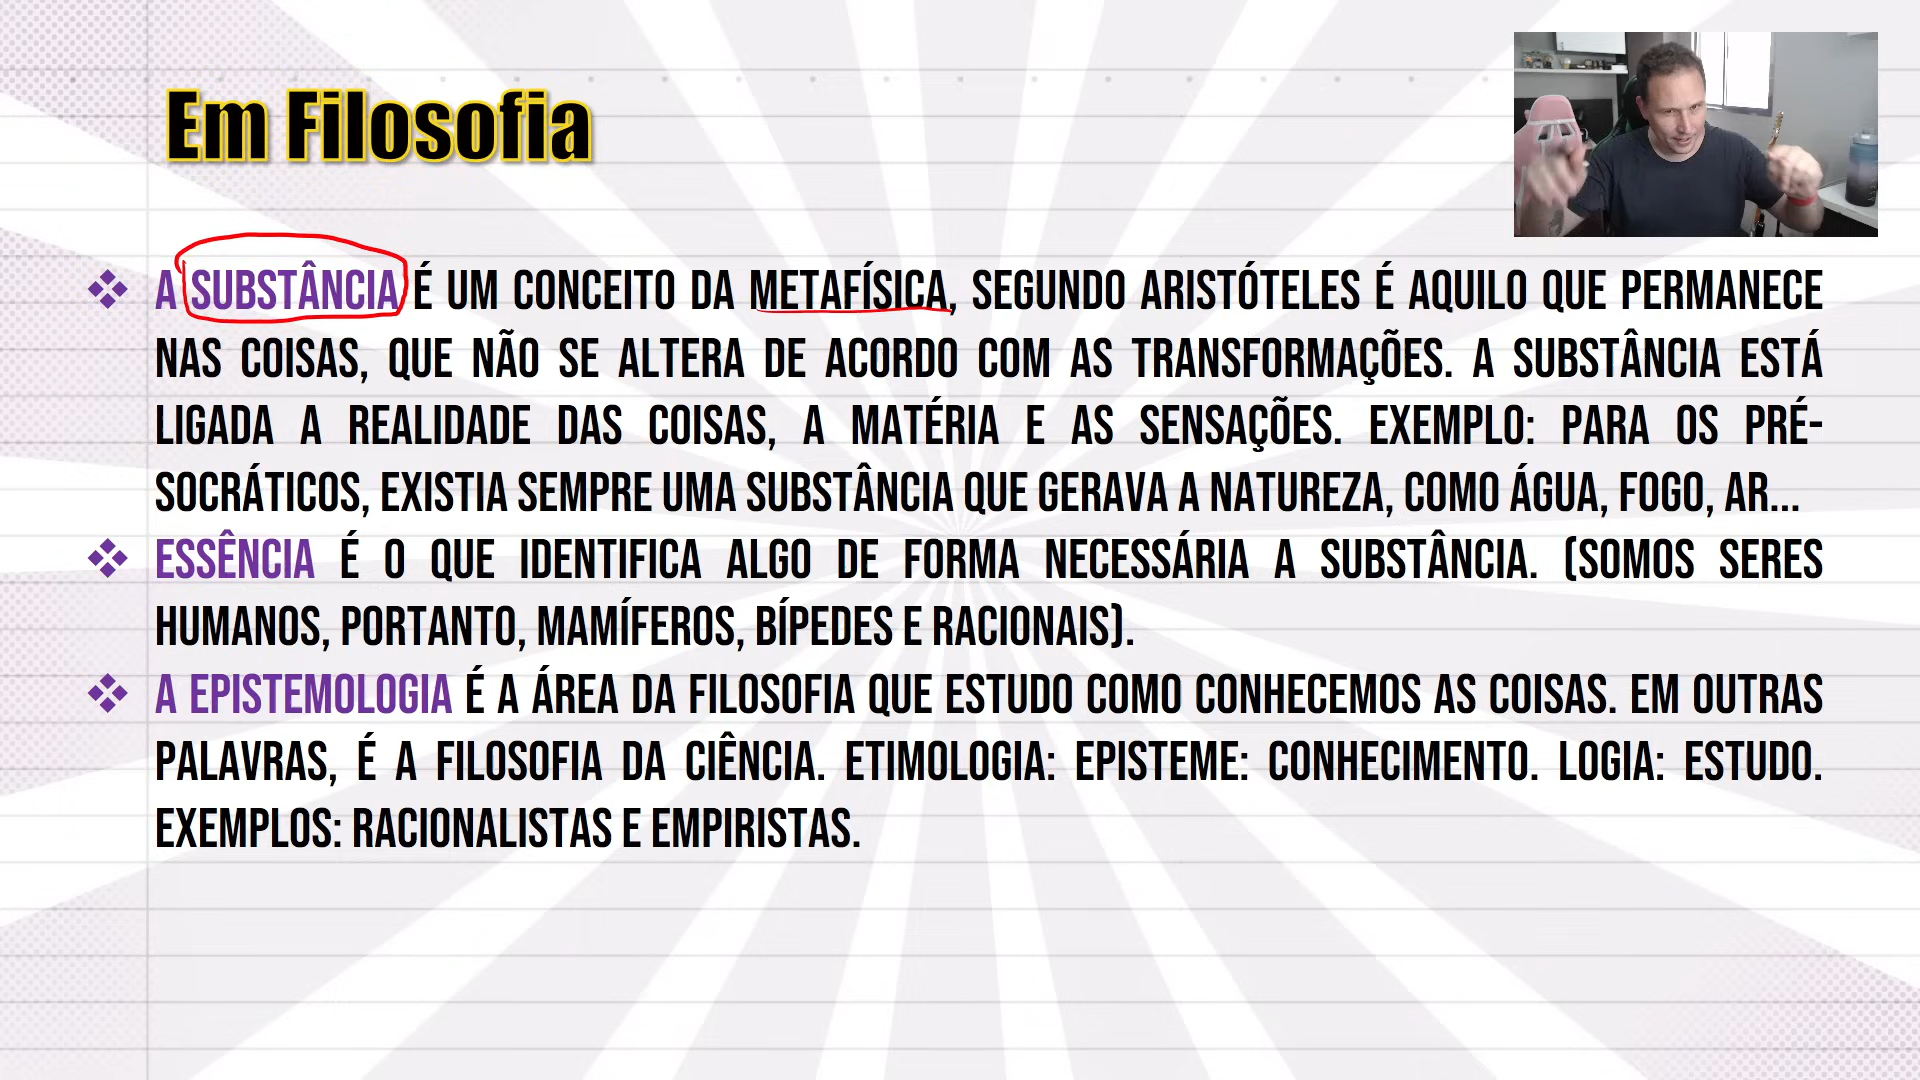 Em Filosofia
A SUBSTÂNCIA É UM CONCEITO DA METAFÍSICA, SEGUNDO ARISTÓTELES É AQUILO QUE PERMANECE
NAS COISAS, QUE NÃO SE ALTERA DE ACORDO COM AS TRANSFORMAÇÕES. A SUBSTÂNCIA ESTÁ
LIGADA A REALIDADE DAS COISAS, A MATÉRIA E AS SENSAÇÕES. EXEMPLO: PARA OS PRÉ-
SOCRÁTICOS, EXISTIA SEMPRE UMA SUBSTÂNCIA QUE GERAVA A NATUREZA, COMO ÁGUA, FOGO, AR...
ESSÊNCIA É O QUE IDENTIFICA ALGO DE FORMA NECESSÁRIA A SUBSTÂNCIA. (SOMOS SERES
HUMANOS, PORTANTO, MAMÍFEROS, BÍPEDES E RACIONAIS).
A EPISTEMOLOGIA É A ÁREA DA FILOSOFIA QUE ESTUDO COMO CONHECEMOS AS COISAS. EM OUTRAS
PALAVRAS, É A FILOSOFIA DA CIÊNCIA. ETIMOLOGIA: EPISTEME: CONHECIMENTO. LOGIA: ESTUDO.
EXEMPLOS: RACIONALISTAS E EMPIRISTAS.